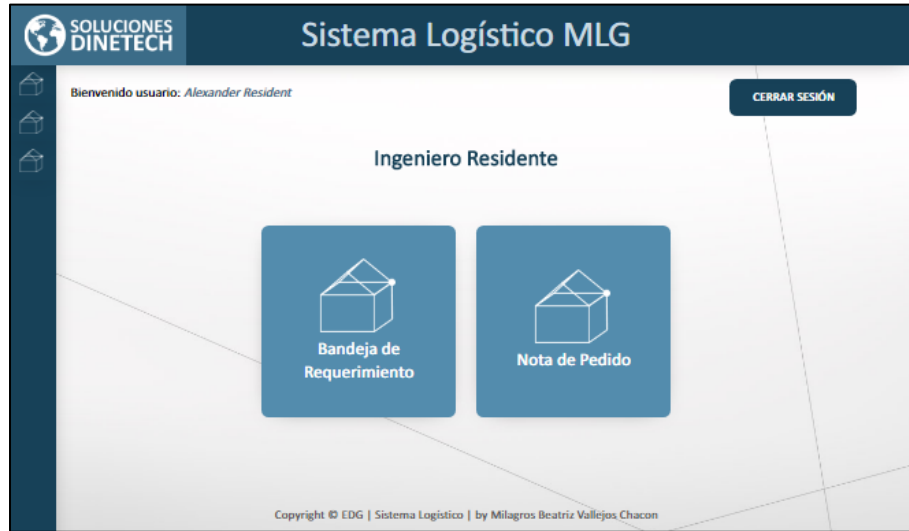 SOLUCIONES
DINETECH
Sistema Logístico MLG
Bienvenido usuario: Alexander Resident
CERRAR SESIÓN
Ingeniero Residente
Bandeja de
Requerimiento
Nota de Pedido
Copyright © EDG | Sistema Logístico | by Milagros Beatriz Vallejos Chacon